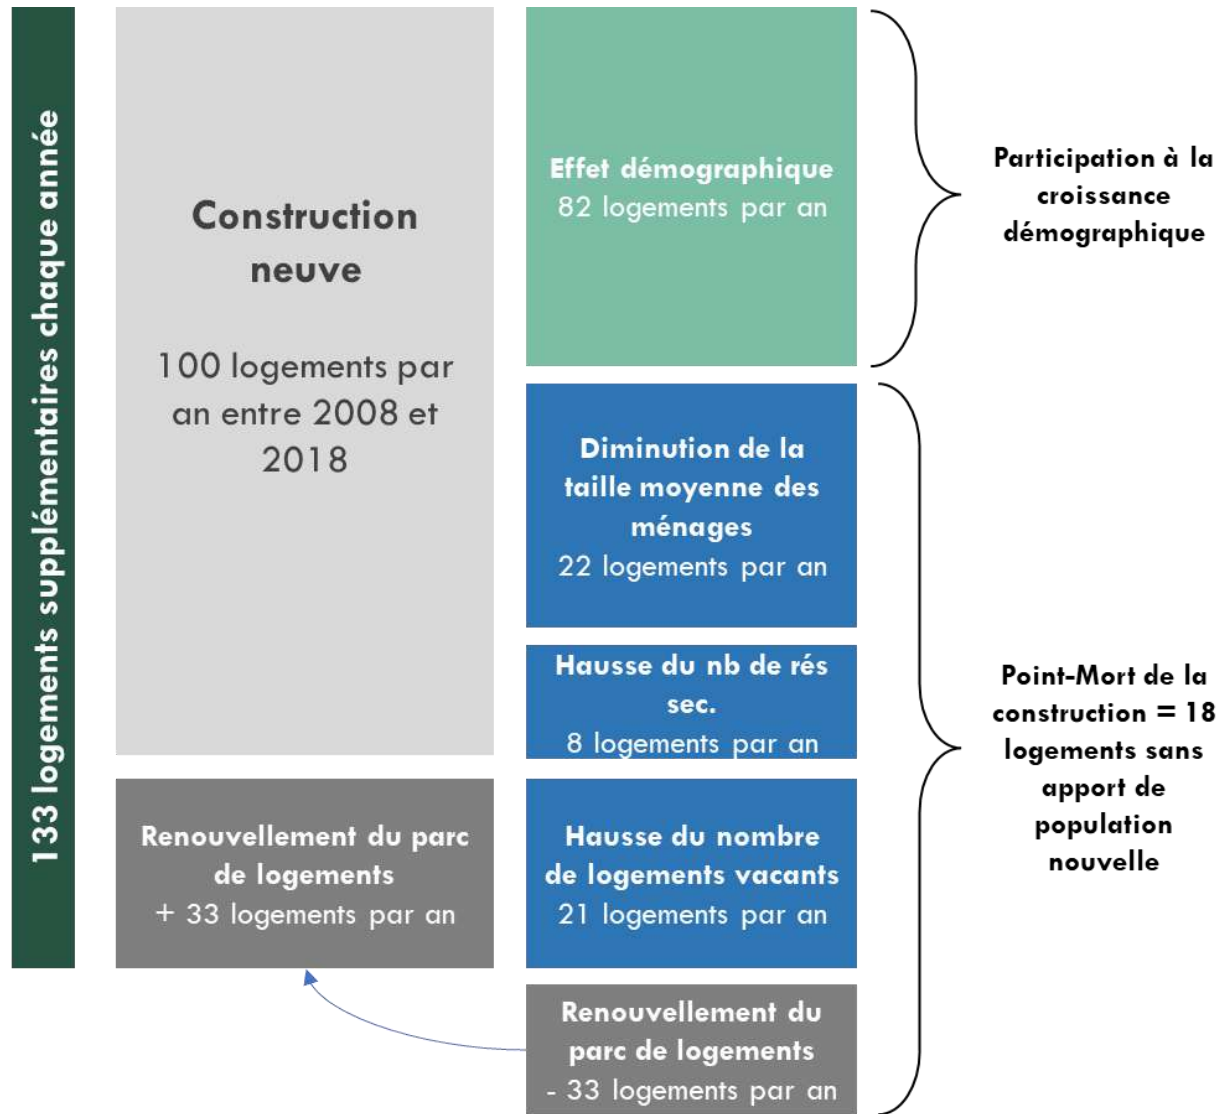 133 logements supplémentaires chaque année
Construction
neuve
100 logements par
an entre 2008 et
2018
Renouvellement du parc
de logements
+ 33 logements par an
Effet démographique
82 logements par an
Diminution de la
taille moyenne des
ménages
22 logements par an
Hausse du nb de rés
sec.
8 logements par an
Hausse du nombre
de logements vacants
21 logements par an
Renouvellement du
parc de logements
- 33 logements par an
Participation à la
croissance
démographique
Point-Mort de la
construction = 18
logements sans
apport de
population
nouvelle